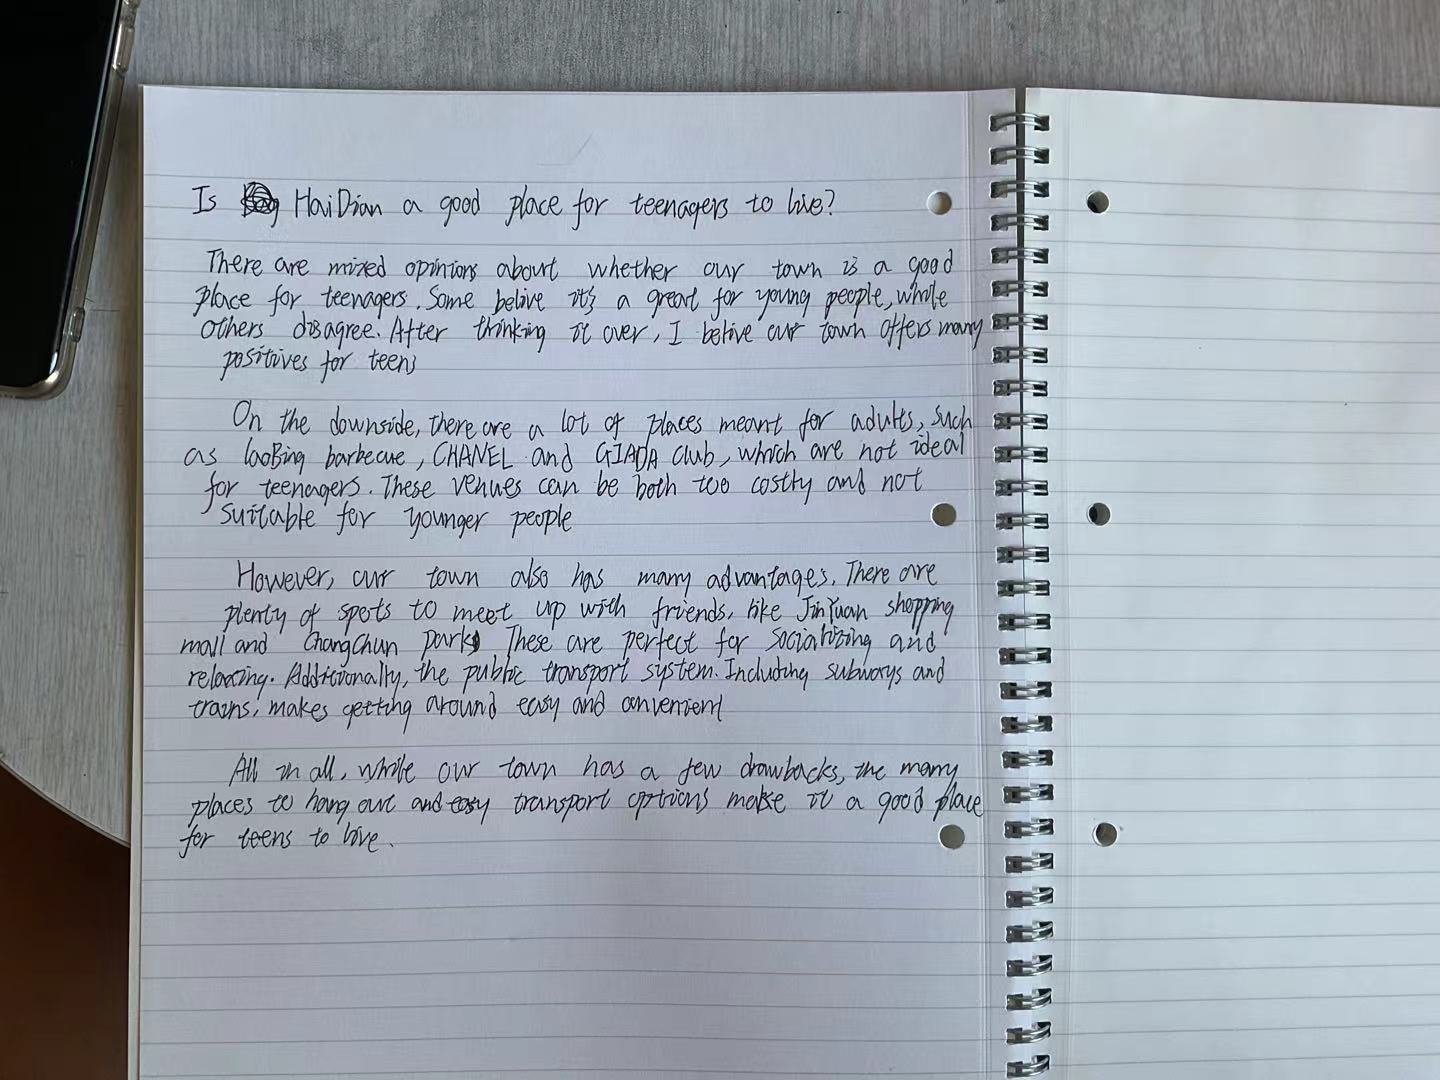 Is HaiDian a good place for teenagers to live?
There are mixed opinions about whether our town is a good
place for teenagers. Some belive it's a great for young people, while
others disagree. After thinking it over, I belive our town offers many
positives for teens
On the downside, there are a lot of places meant for adults, such
as laoBing barbecue, CHANEL and GIADA club, which are not ideal
for teenagers. These venues can be both too costly and not
suitable for younger people
However, our town also has many advantages. There are
plenty of spots to meet up with friends, like JinYuan shopping
mall and ChangChun park. These are perfect for socializing and
relaxing. Additionally, the public transport system. Including subways and
trains, makes getting around easy and convenient
All in all, while our town has a few drawbacks, the many
places to hang out and easy transport options make it a good place
for teens to live.